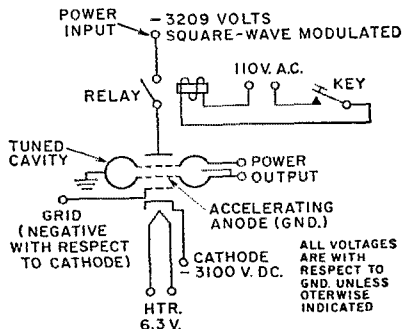 POWER
INPUT
- 3209 VOLTS
SQUARE-WAVE MODULATED
110V. A.C.
KEY
RELAY
TUNED
CAVITY
POWER
OUTPUT
GRID
(NEGATIVE
WITH RESPECT
TO CATHODE)
ACCELERATING
ANODE (GND.)
CATHODE
- 3100 V. DC.
HTR.
6.3 V.
ALL VOLTAGES
ARE WITH
RESPECT TO
GND. UNLESS
OTERWISE
INDICATED